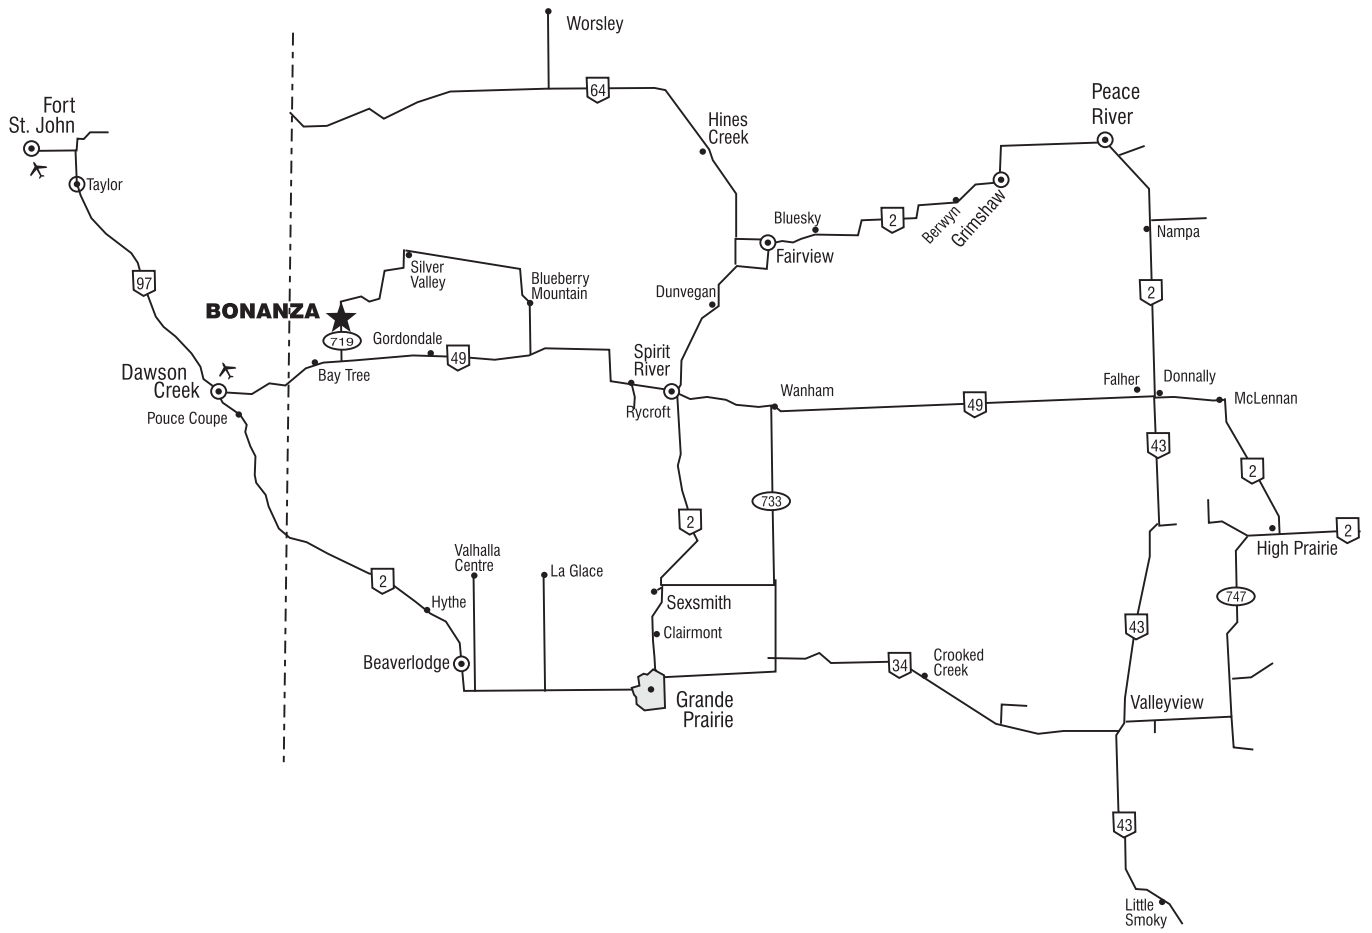 Worsley
64
Fort
St. John
Peace
River
Hines
Creek
Taylor
Berwyn
Grimshaw
2
Bluesky
Fairview
Nampa
97
Silver
Valley
Blueberry
Mountain
Dunvegan
2
BONANZA
719
Gordondale
49
Bay Tree
Spirit
River
Rycroft
Dawson
Creek
Pouce Coupe
Wanham
49
Falher
Donnally
McLennan
43
2
733
2
High Prairie
2
Valhalla
Centre
La Glace
2
Hythe
Sexsmith
Clairmont
747
43
Beaverlodge
34
Crooked
Creek
Grande
Prairie
Valleyview
43
Little
Smoky